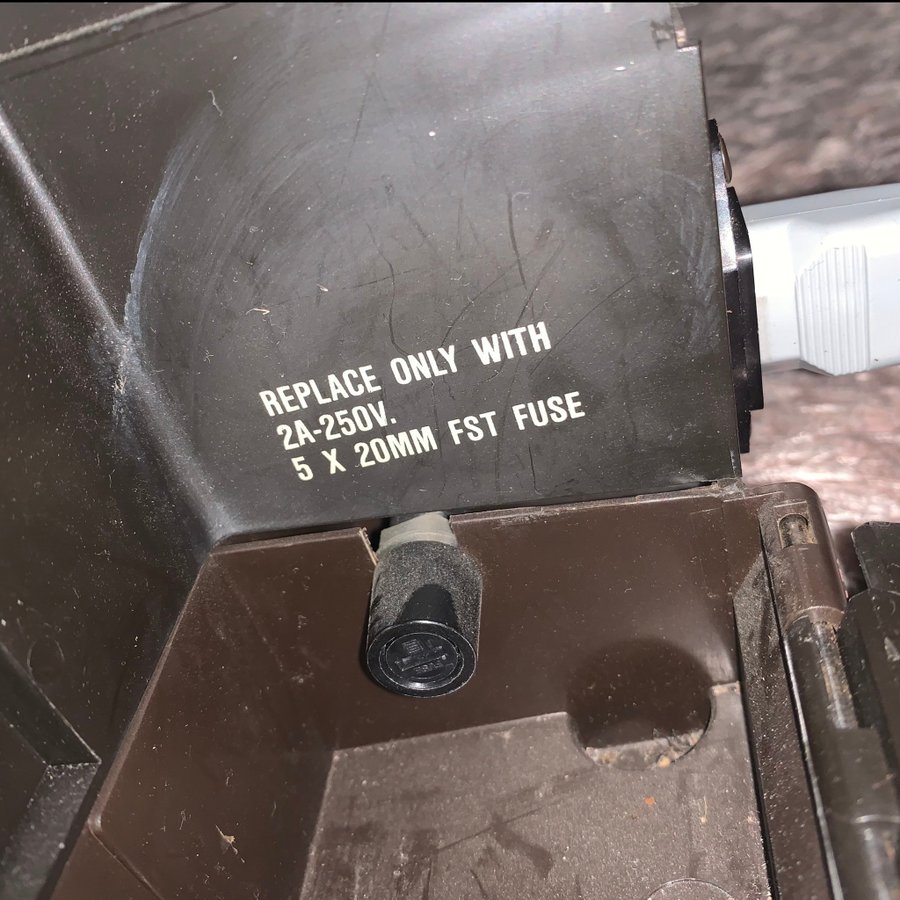 REPLACE ONLY WITH
2A-250V.
5 X 20MM FST FUSE